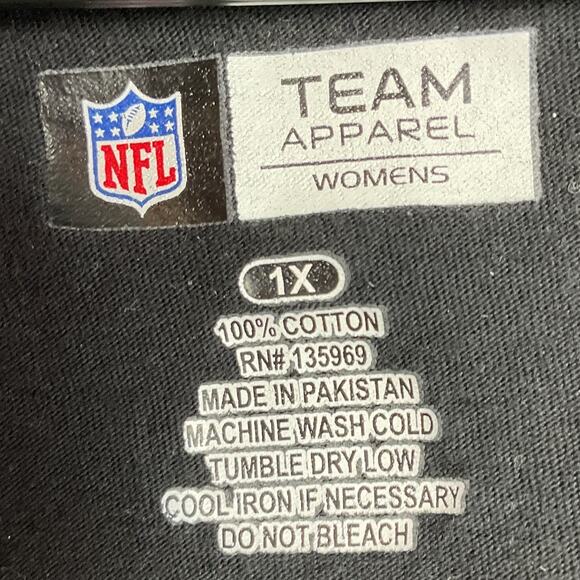 NFL
TEAM
APPAREL
WOMENS
1X
100% COTTON
RN# 135969
MADE IN PAKISTAN
MACHINE WASH COLD
TUMBLE DRY LOW
COOL IRON IF NECESSARY
DO NOT BLEACH